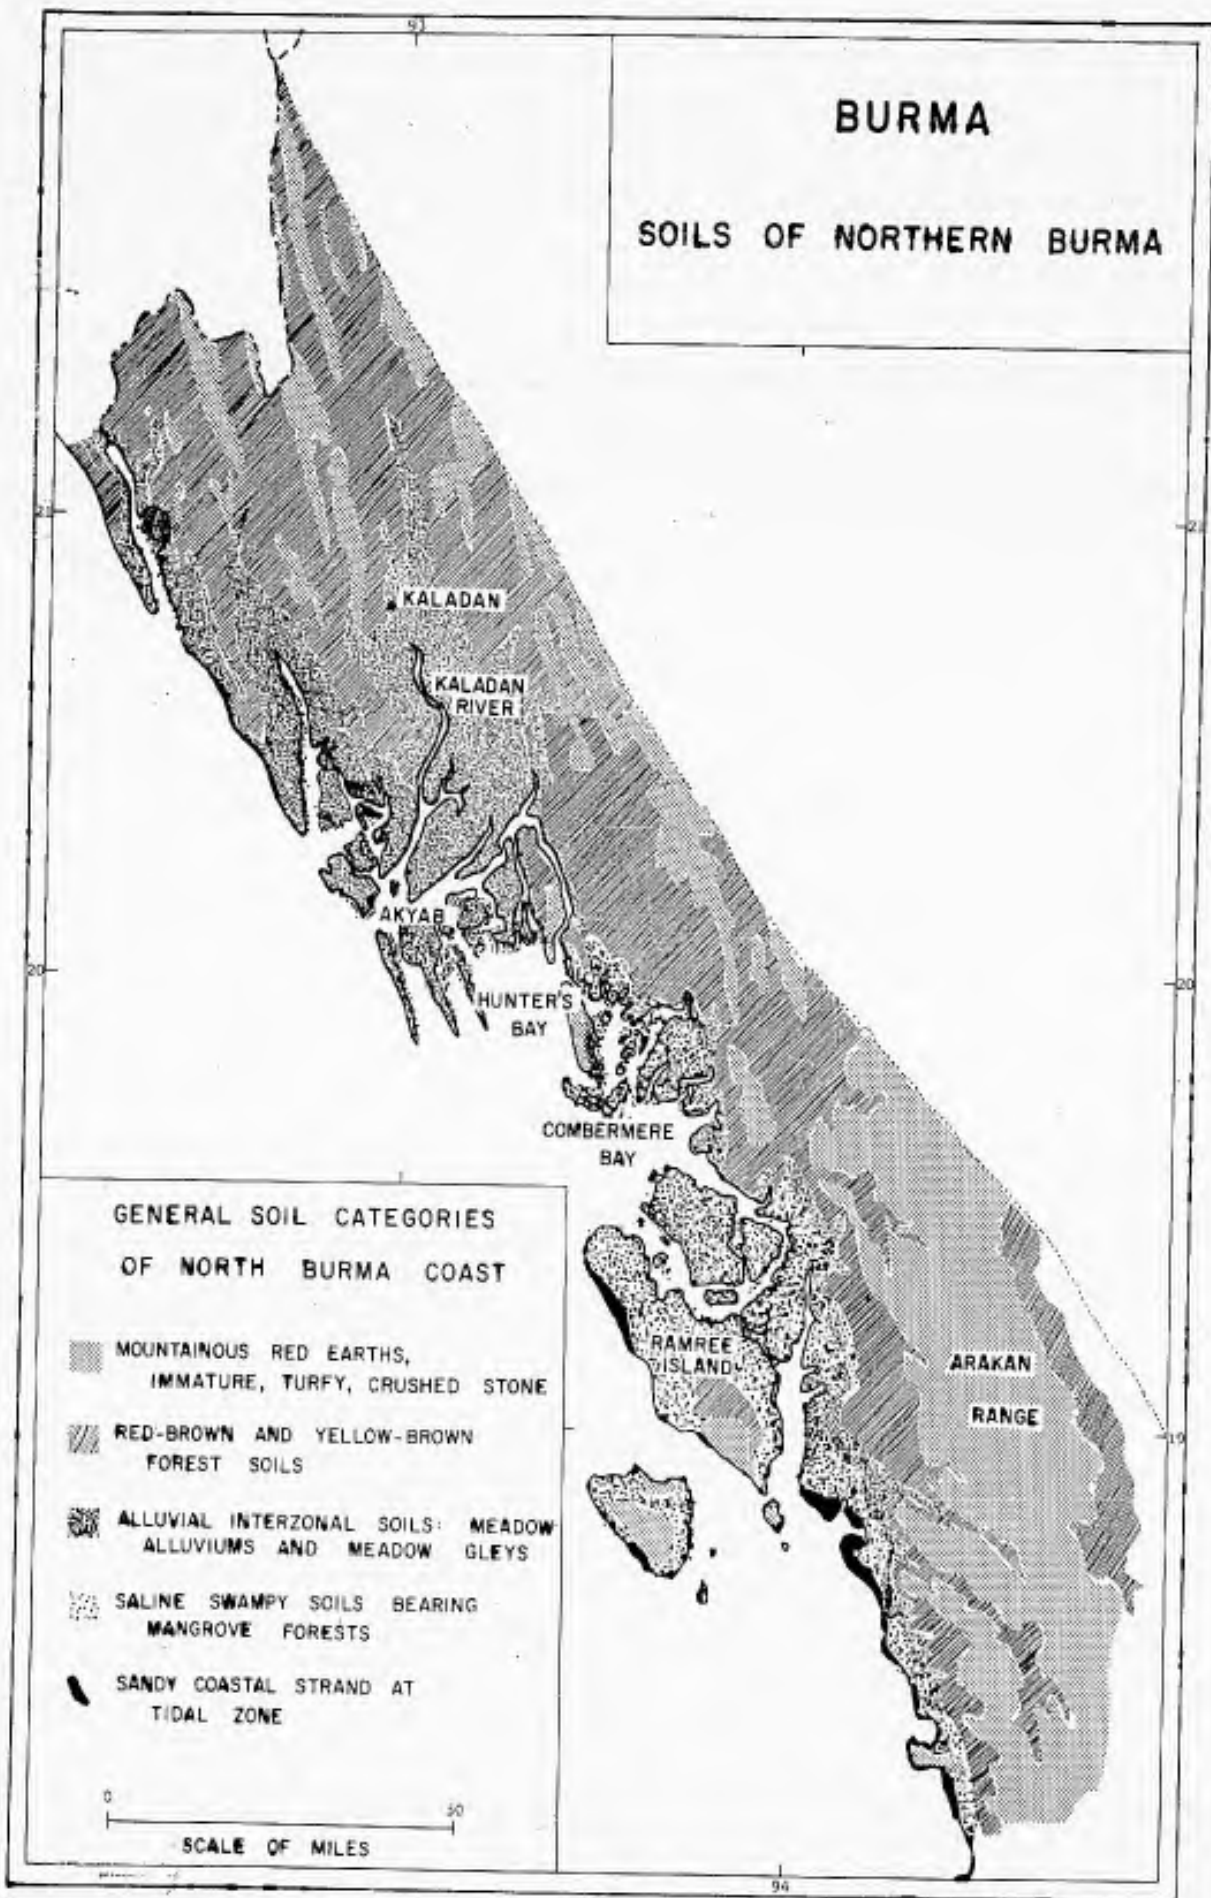 93
BURMA
SOILS OF NORTHERN BURMA
21
21
KALADAN
KALADAN
RIVER
AKYAB
20
20
HUNTER'S
BAY
COMBERMERE
BAY
GENERAL SOIL CATEGORIES
OF NORTH BURMA COAST
MOUNTAINOUS RED EARTHS,
IMMATURE, TURFY, CRUSHED STONE
RED-BROWN AND YELLOW-BROWN
FOREST SOILS
ALLUVIAL INTERZONAL SOILS: MEADOW
ALLUVIUMS AND MEADOW GLEYS
SALINE SWAMPY SOILS BEARING
MANGROVE FORESTS
SANDY COASTAL STRAND AT
TIDAL ZONE
RAMREE
ISLAND
ARAKAN
RANGE
19
0
SCALE OF MILES
94